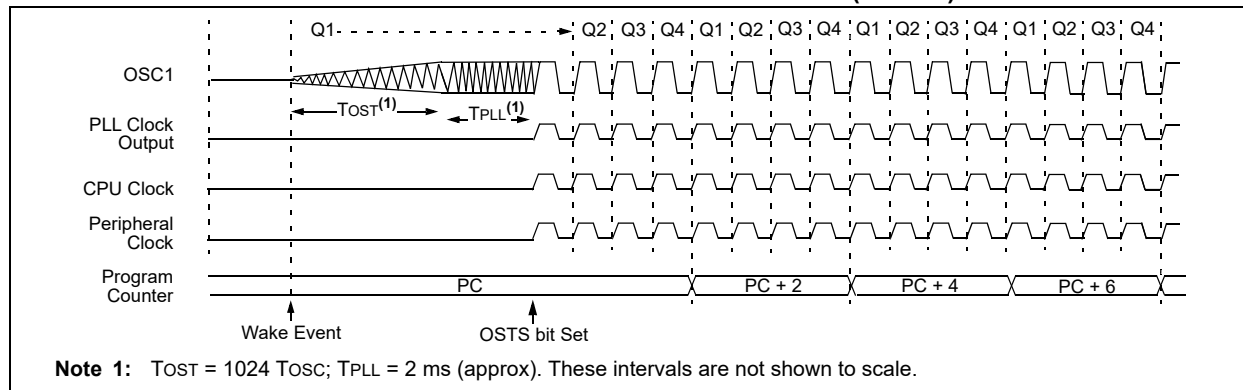 Q1 Q2 Q3 Q4 Q1 Q2 Q3 Q4 Q1 Q2 Q3 Q4 Q1 Q2 Q3 Q4
OSC1
TOST(1) TPLL(1)
PLL Clock
Output
CPU Clock
Peripheral
Clock
Program
Counter
PC PC + 2 PC + 4 PC + 6
Wake Event OSTS bit Set
Note 1: TOST = 1024 TOSC; TPLL = 2 ms (approx). These intervals are not shown to scale.